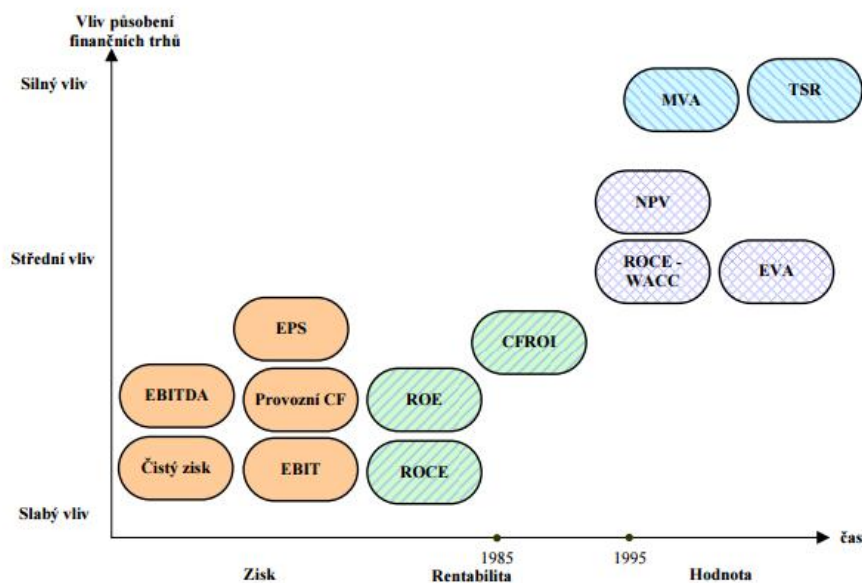 Vliv působení
finančních trhů
Silný vliv
MVA
TSR
NPV
Střední vliv
ROCE -
WACC
EVA
EPS
CFROI
EBITDA
Provozní CF
ROE
Čistý zisk
EBIT
ROCE
Slabý vliv
čas
1985
1995
Zisk
Rentabilita
Hodnota